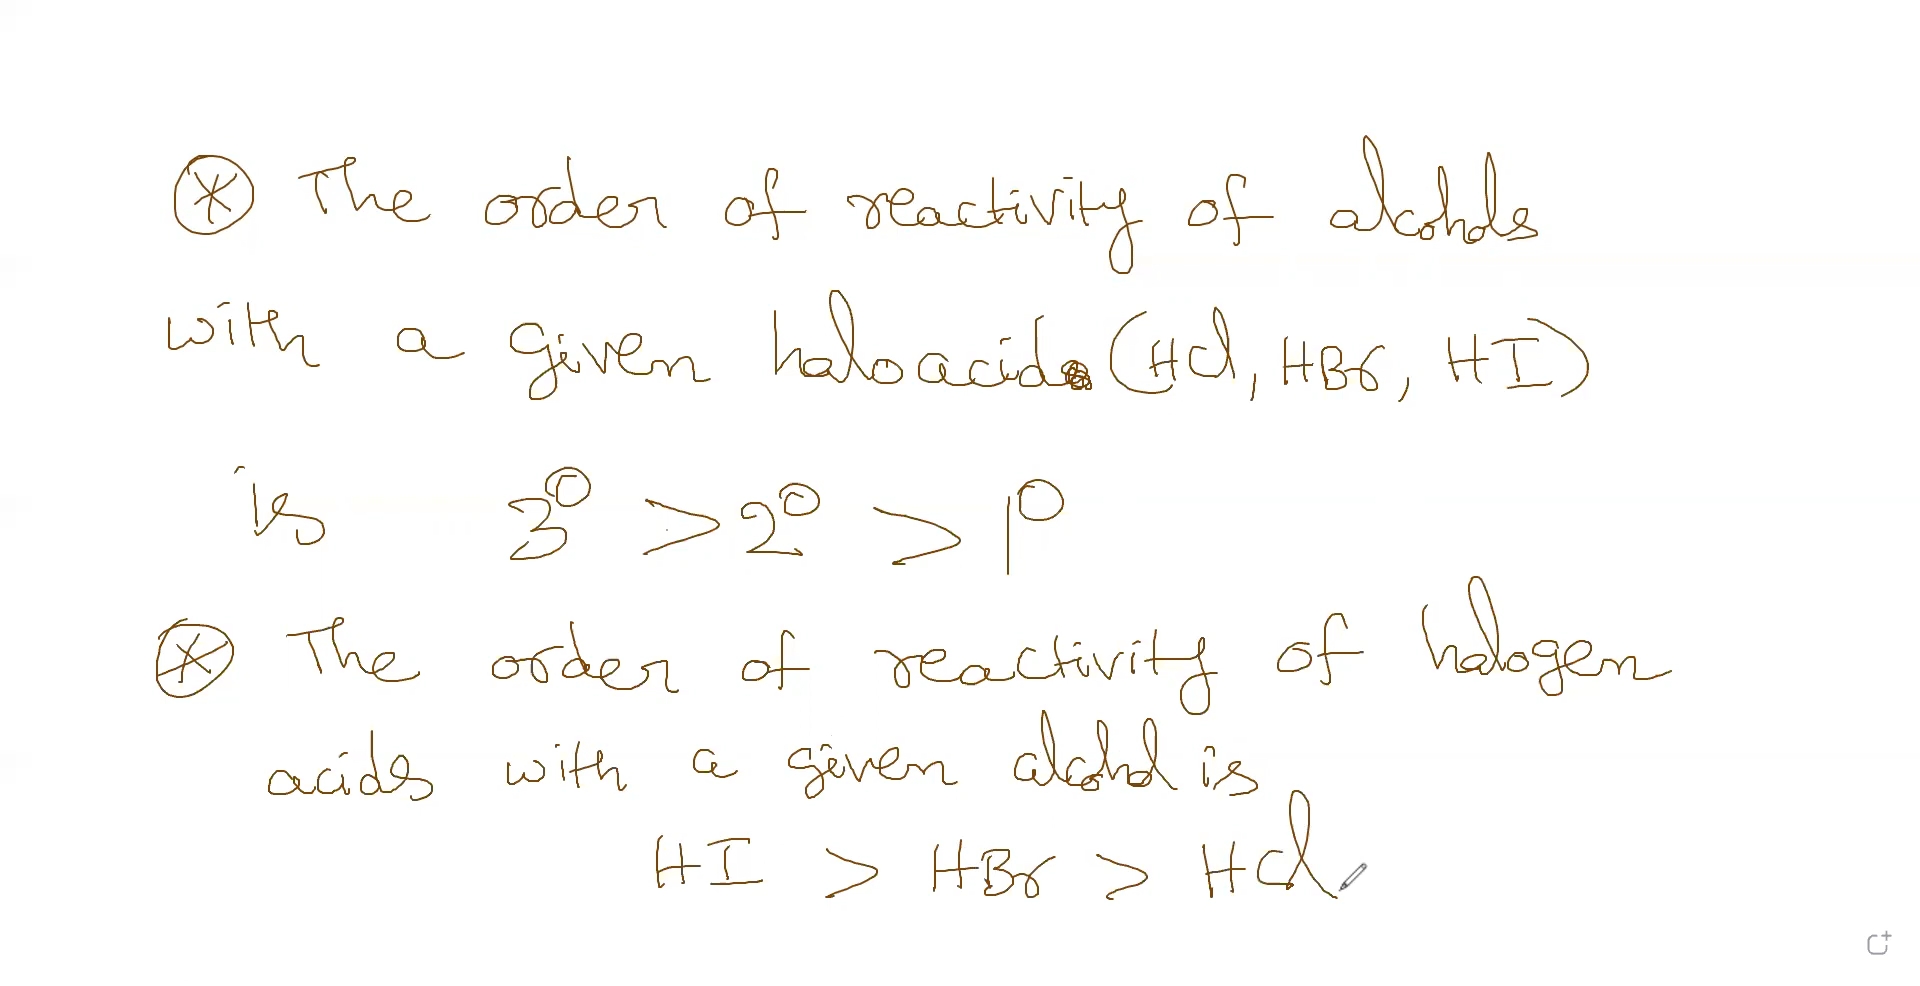 ⊛ The order of reactivity of alcohols
with a given haloacid (HCl, HBr, HI)
is 3° > 2° > 1°
⊛ The order of reactivity of halogen
acids with a given alcohol is
HI > HBr > HCl